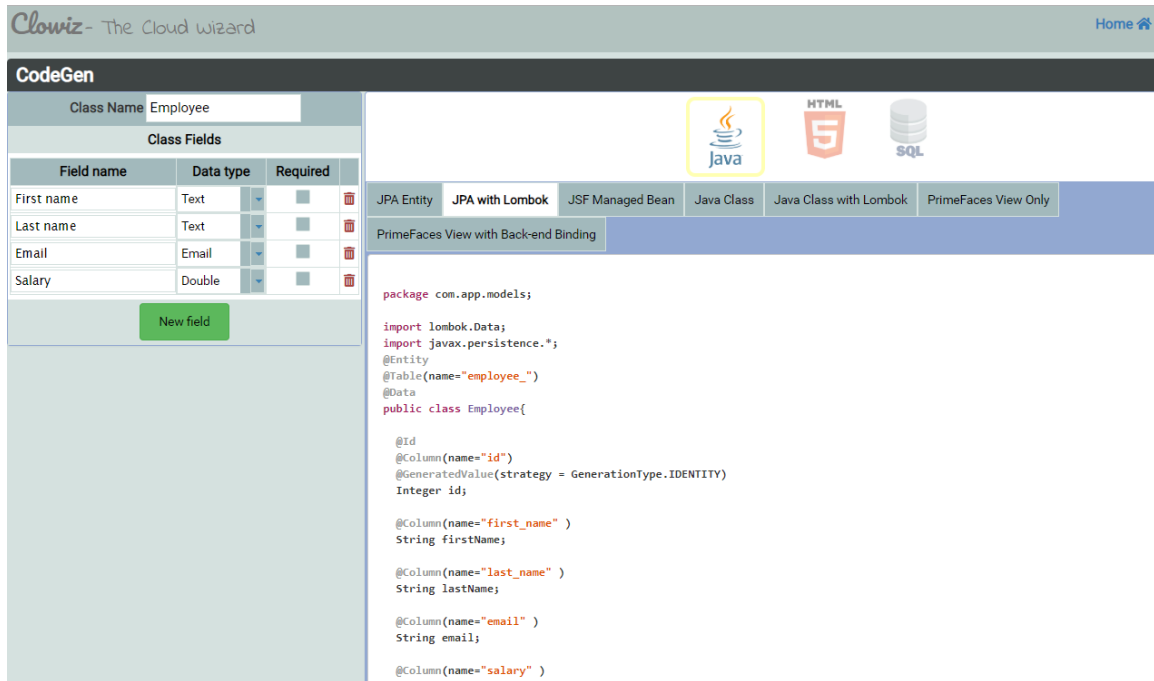 Clowiz - The Cloud Wizard
Home
CodeGen
Class Name Employee
Class Fields
Field name Data type Required
First name Text
Last name Text
Email Email
Salary Double
New field
Java
HTML
5
SQL
JPA Entity JPA with Lombok JSF Managed Bean Java Class Java Class with Lombok PrimeFaces View Only
PrimeFaces View with Back-end Binding
package com.app.models;
import lombok.Data;
import javax.persistence.*;
@Entity
@Table(name="employee_")
@Data
public class Employee{
@Id
@Column(name="id")
@GeneratedValue(strategy = GenerationType.IDENTITY)
Integer id;
@Column(name="first_name" )
String firstName;
@Column(name="last_name" )
String lastName;
@Column(name="email" )
String email;
@Column(name="salary" )